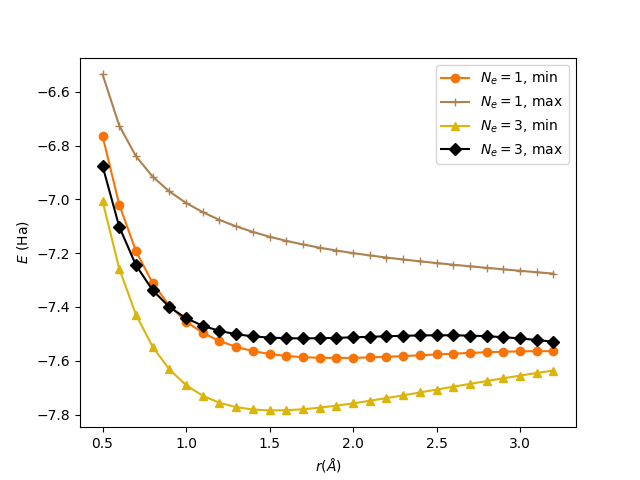 N_e = 1, min
N_e = 1, max
N_e = 3, min
N_e = 3, max
−6.6
−6.8
−7.0
−7.2
−7.4
−7.6
−7.8
E (Ha)
0.5 1.0 1.5 2.0 2.5 3.0
r(Å)